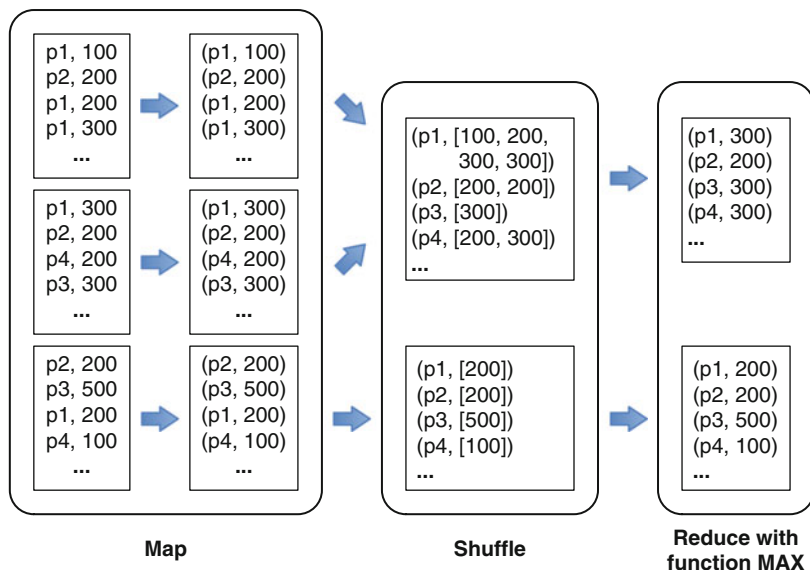 p1, 100
p2, 200
p1, 200
p1, 300
...
(p1, 100)
(p2, 200)
(p1, 200)
(p1, 300)
...
p1, 300
p2, 200
p4, 200
p3, 300
...
(p1, 300)
(p2, 200)
(p4, 200)
(p3, 300)
...
p2, 200
p3, 500
p1, 200
p4, 100
...
(p2, 200)
(p3, 500)
(p1, 200)
(p4, 100)
...
Map
(p1, [100, 200,
300, 300])
(p2, [200, 200])
(p3, [300])
(p4, [200, 300])
...
(p1, [200])
(p2, [200])
(p3, [500])
(p4, [100])
...
Shuffle
(p1, 300)
(p2, 200)
(p3, 300)
(p4, 300)
...
(p1, 200)
(p2, 200)
(p3, 500)
(p4, 100)
...
Reduce with
function MAX